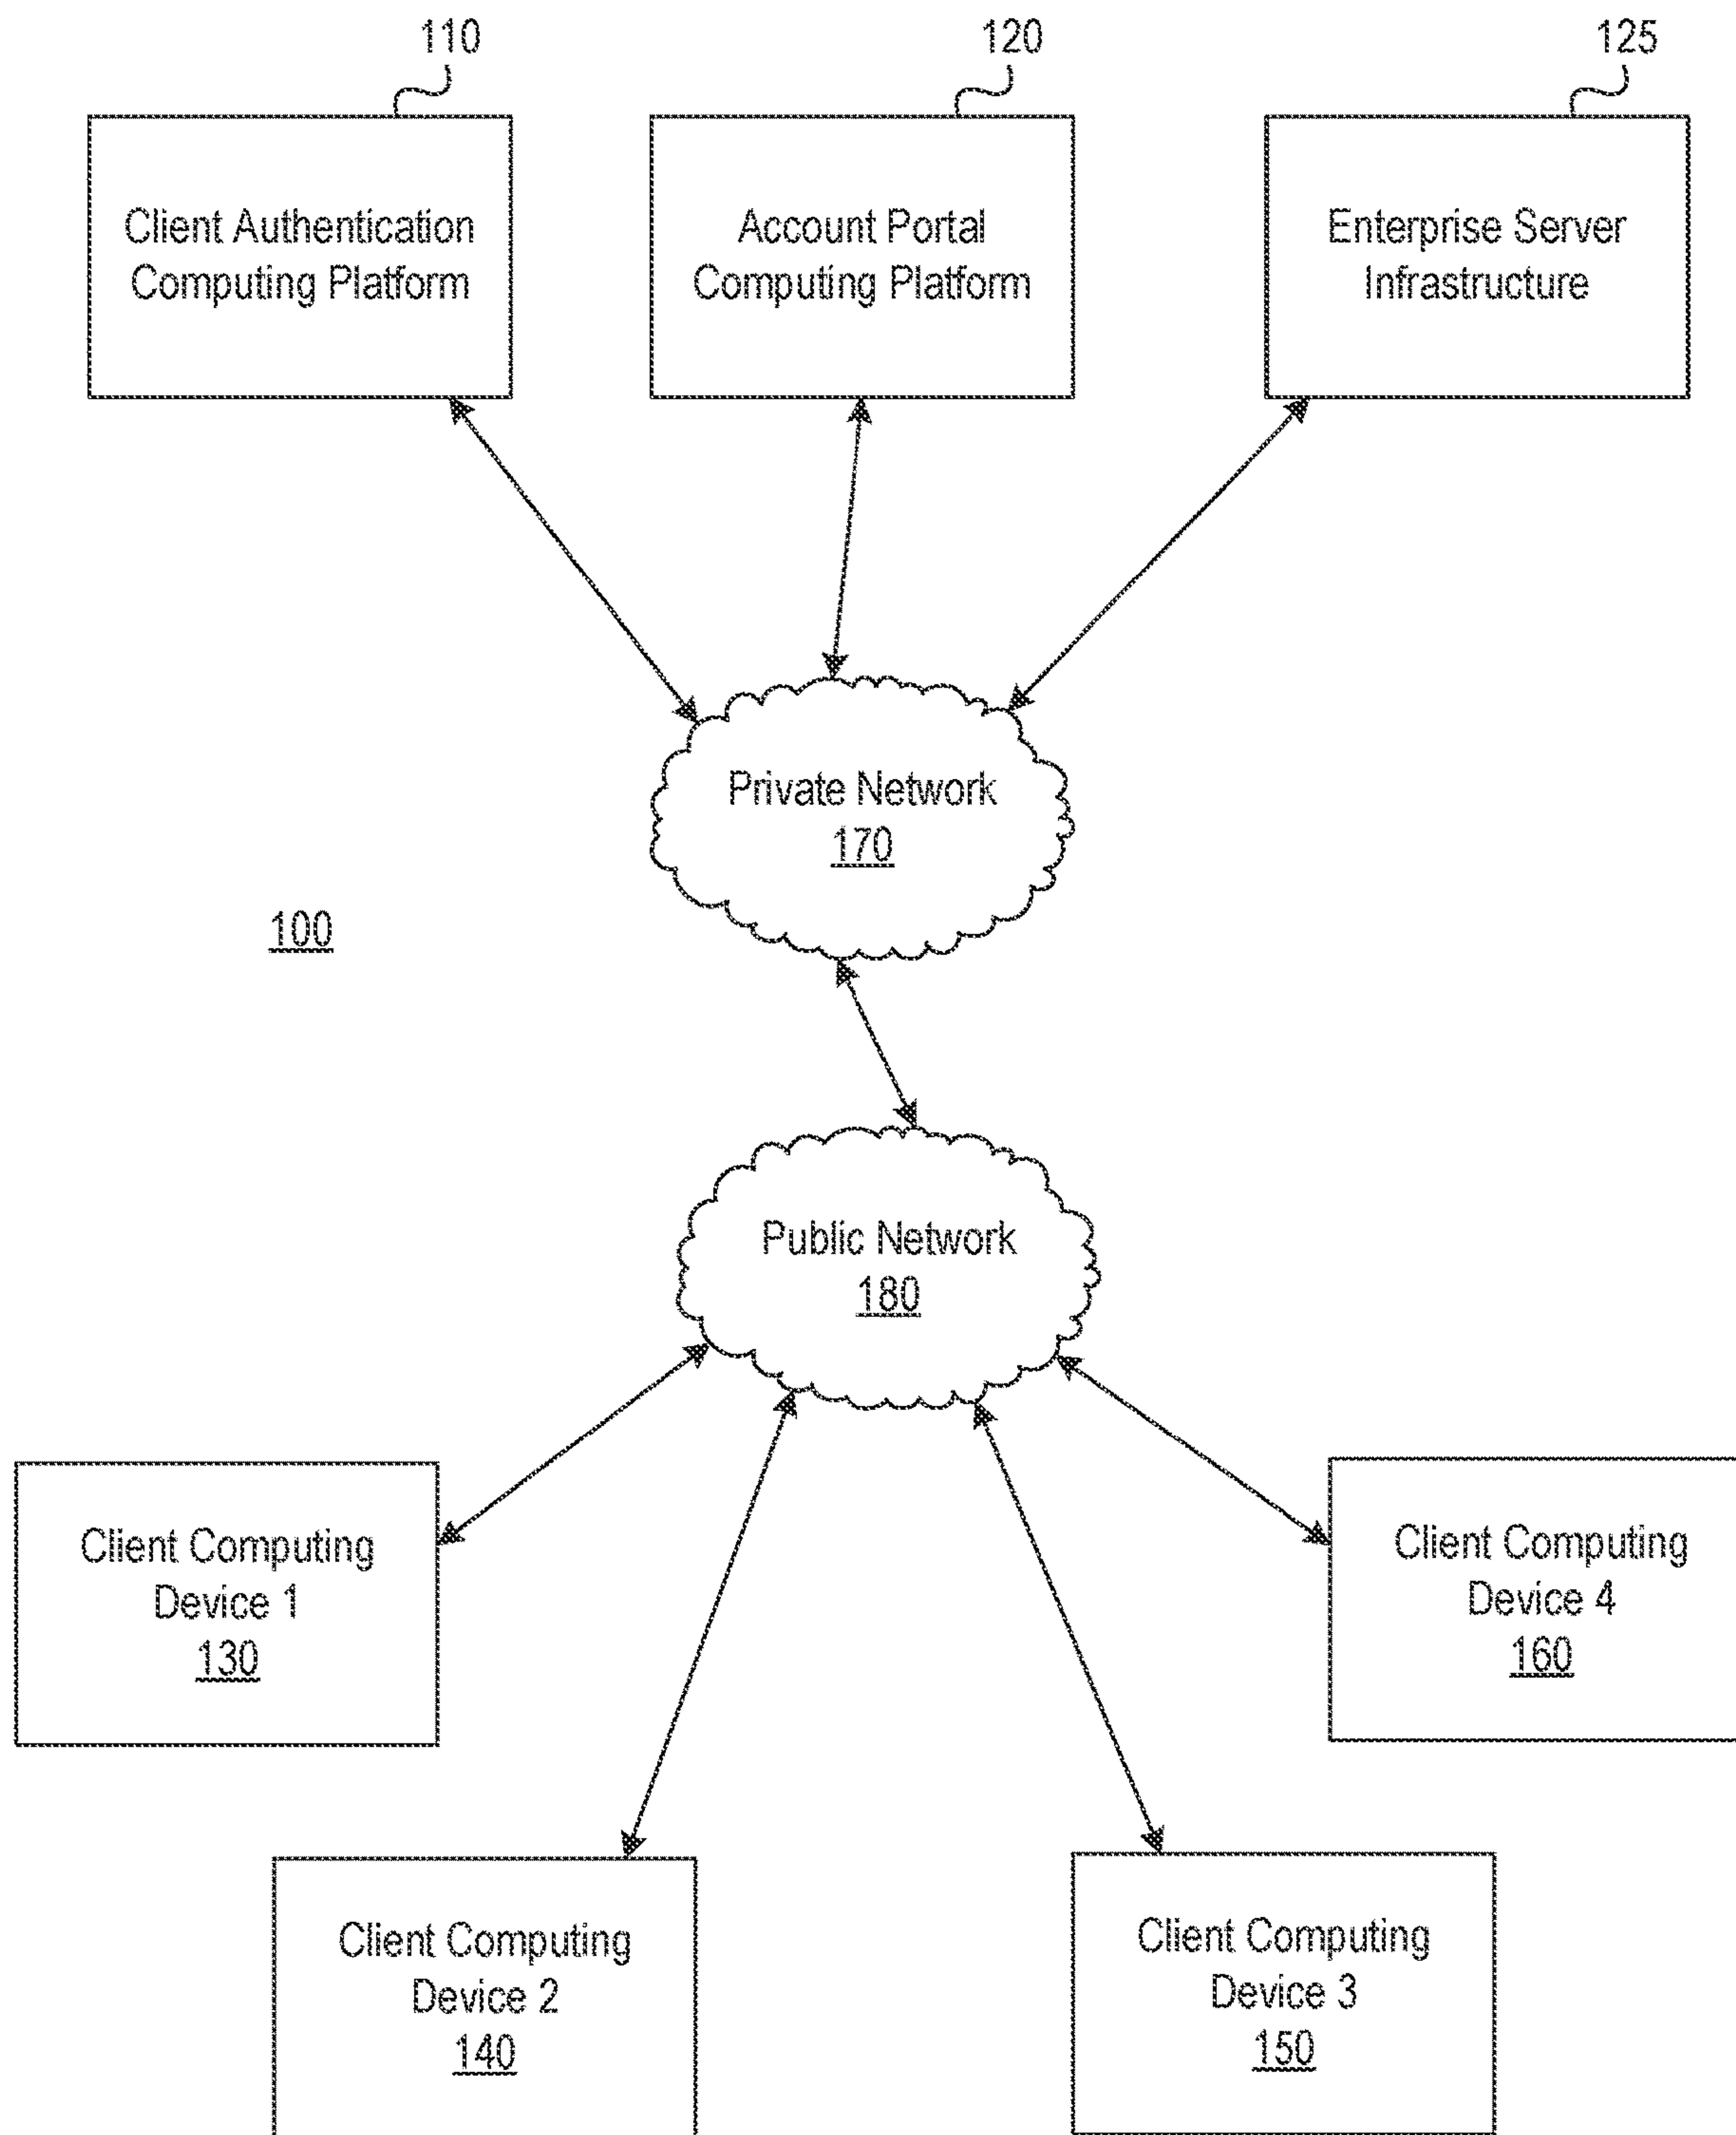 110
120
125
Client Authentication
Computing Platform
Account Portal
Computing Platform
Enterprise Server
Infrastructure
Private Network
170
100
Public Network
180
Client Computing
Device 1
130
Client Computing
Device 4
160
Client Computing
Device 2
140
Client Computing
Device 3
150